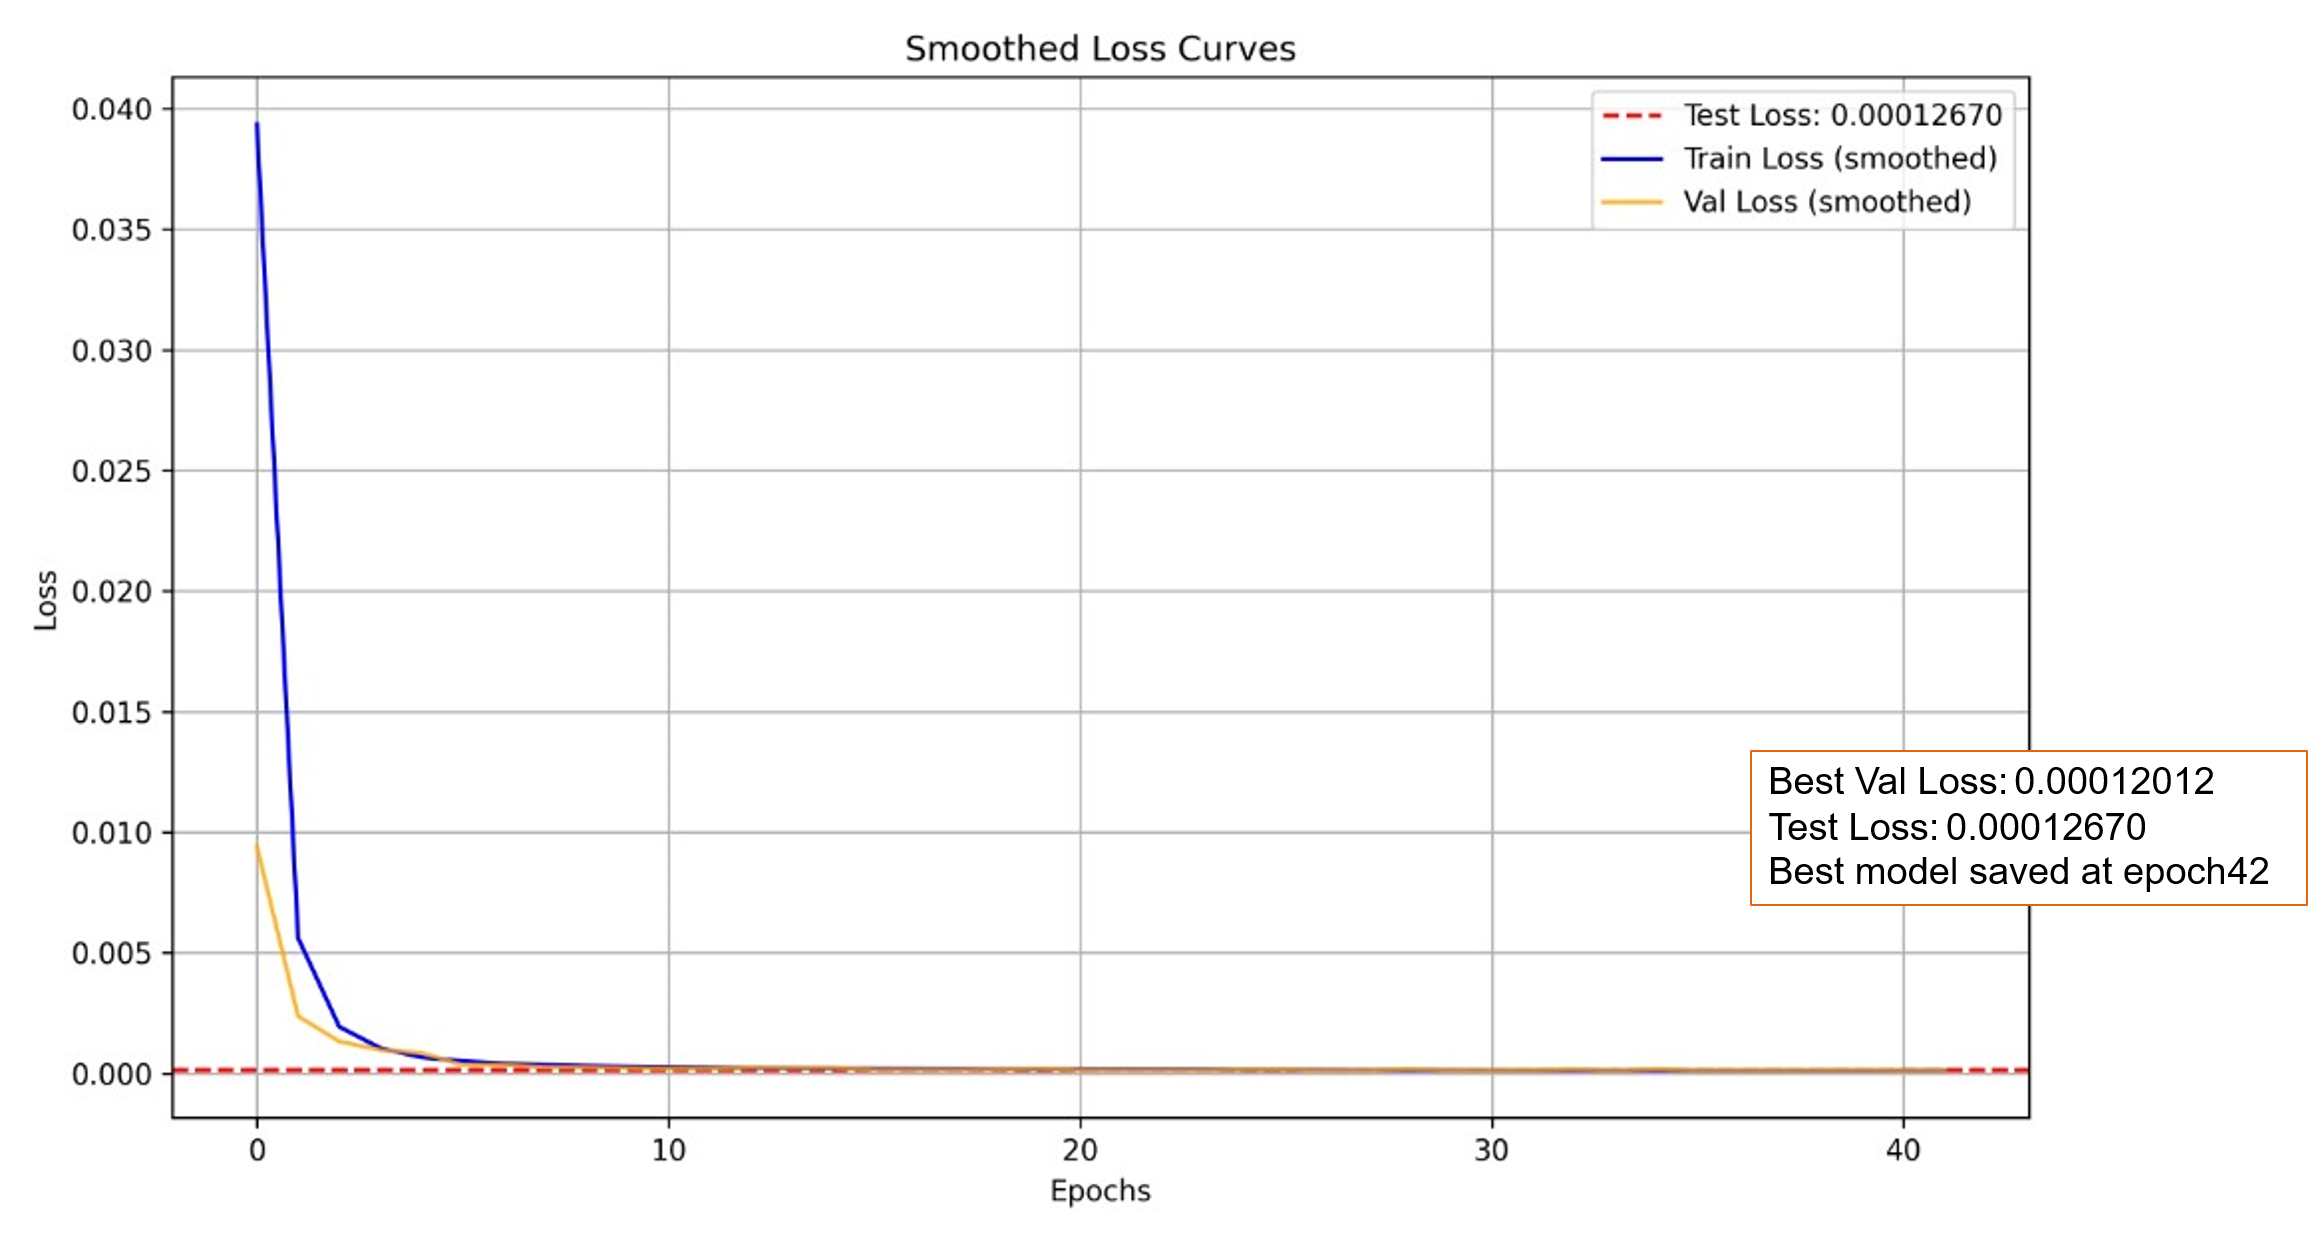 Smoothed Loss Curves
0.040
0.035
0.030
0.025
0.020
0.015
0.010
0.005
0.000
Loss
Test Loss: 0.00012670
Train Loss (smoothed)
Val Loss (smoothed)
Best Val Loss: 0.00012012
Test Loss: 0.00012670
Best model saved at epoch42
0 10 20 30 40
Epochs